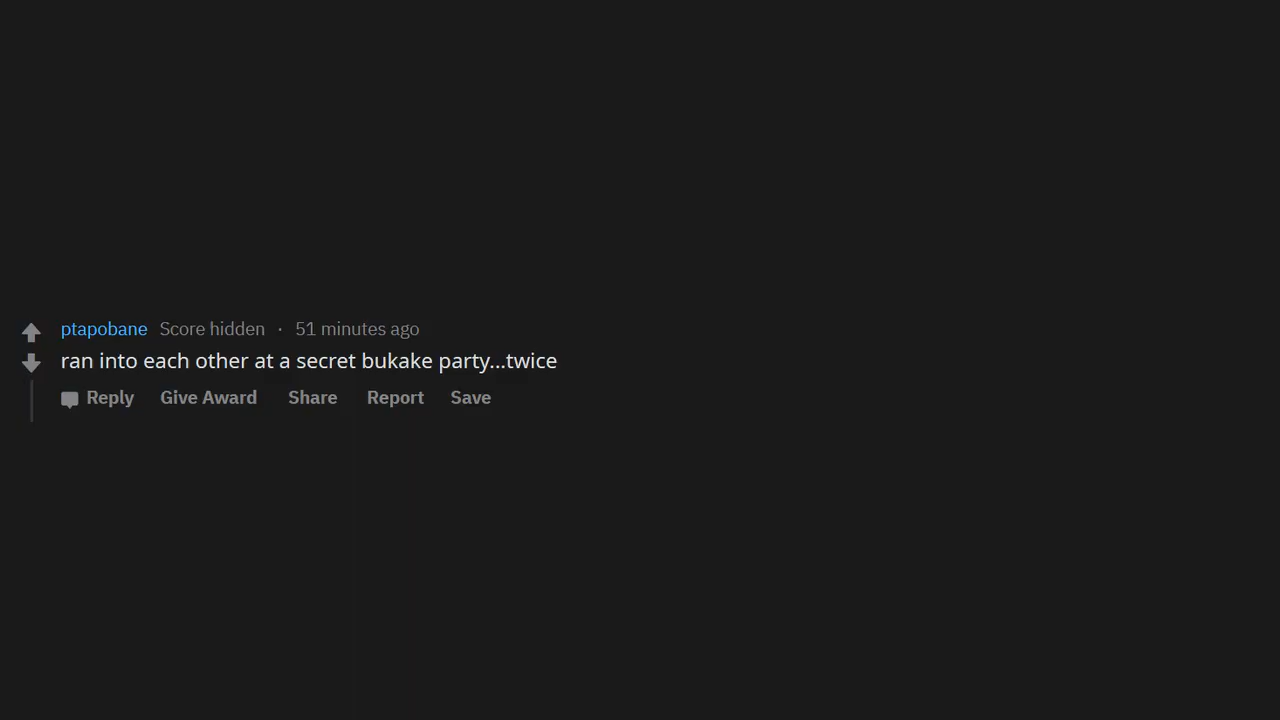 ptapobane Score hidden · 51 minutes ago
ran into each other at a secret bukake party...twice
Reply Give Award Share Report Save